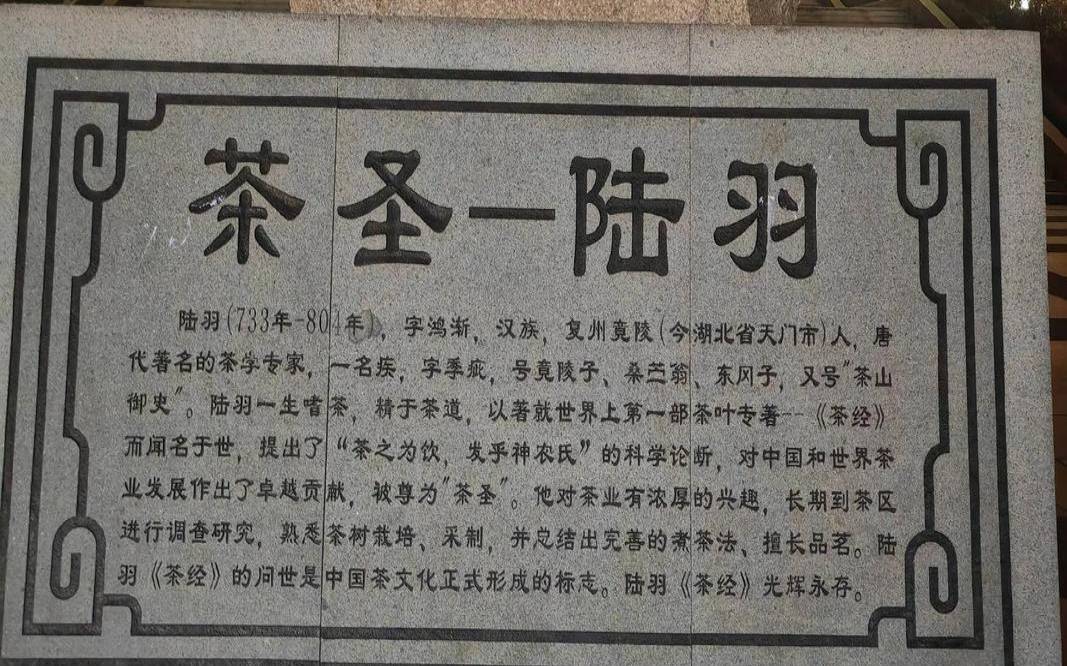 茶圣—陆羽
陆羽(733年-804年),字鸿渐,汉族,复州竟陵(今湖北省天门市)人,唐
代著名的茶学专家,一名疾,字季疵,号竟陵子、桑苎翁、东冈子,又号"茶山
御史"。陆羽一生嗜茶,精于茶道,以著就世界上第一部茶叶专著--《茶经》
而闻名于世,提出了“茶之为饮,发乎神农氏”的科学论断,对中国和世界茶
业发展作出了卓越贡献,被尊为"茶圣"。他对茶业有浓厚的兴趣,长期到茶区
进行调查研究,熟悉茶树栽培、采制,并总结出完善的煮茶法、擅长品茗。陆
羽《茶经》的问世是中国茶文化正式形成的标志。陆羽《茶经》光辉永存。